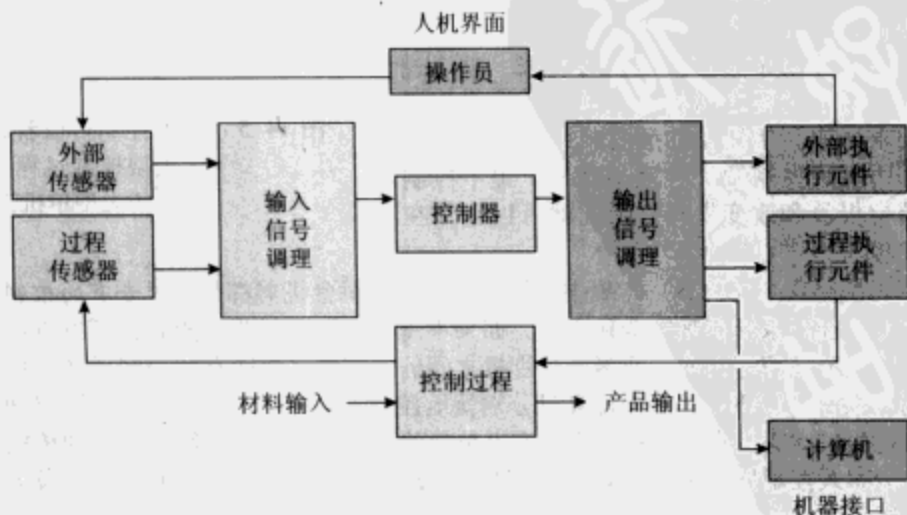 人机界面
操作员
外部
传感器
过程
传感器
输入
信号
调理
控制器
输出
信号
调理
外部执
行元件
过程执
行元件
控制过程
材料输入
产品输出
计算机
机器接口